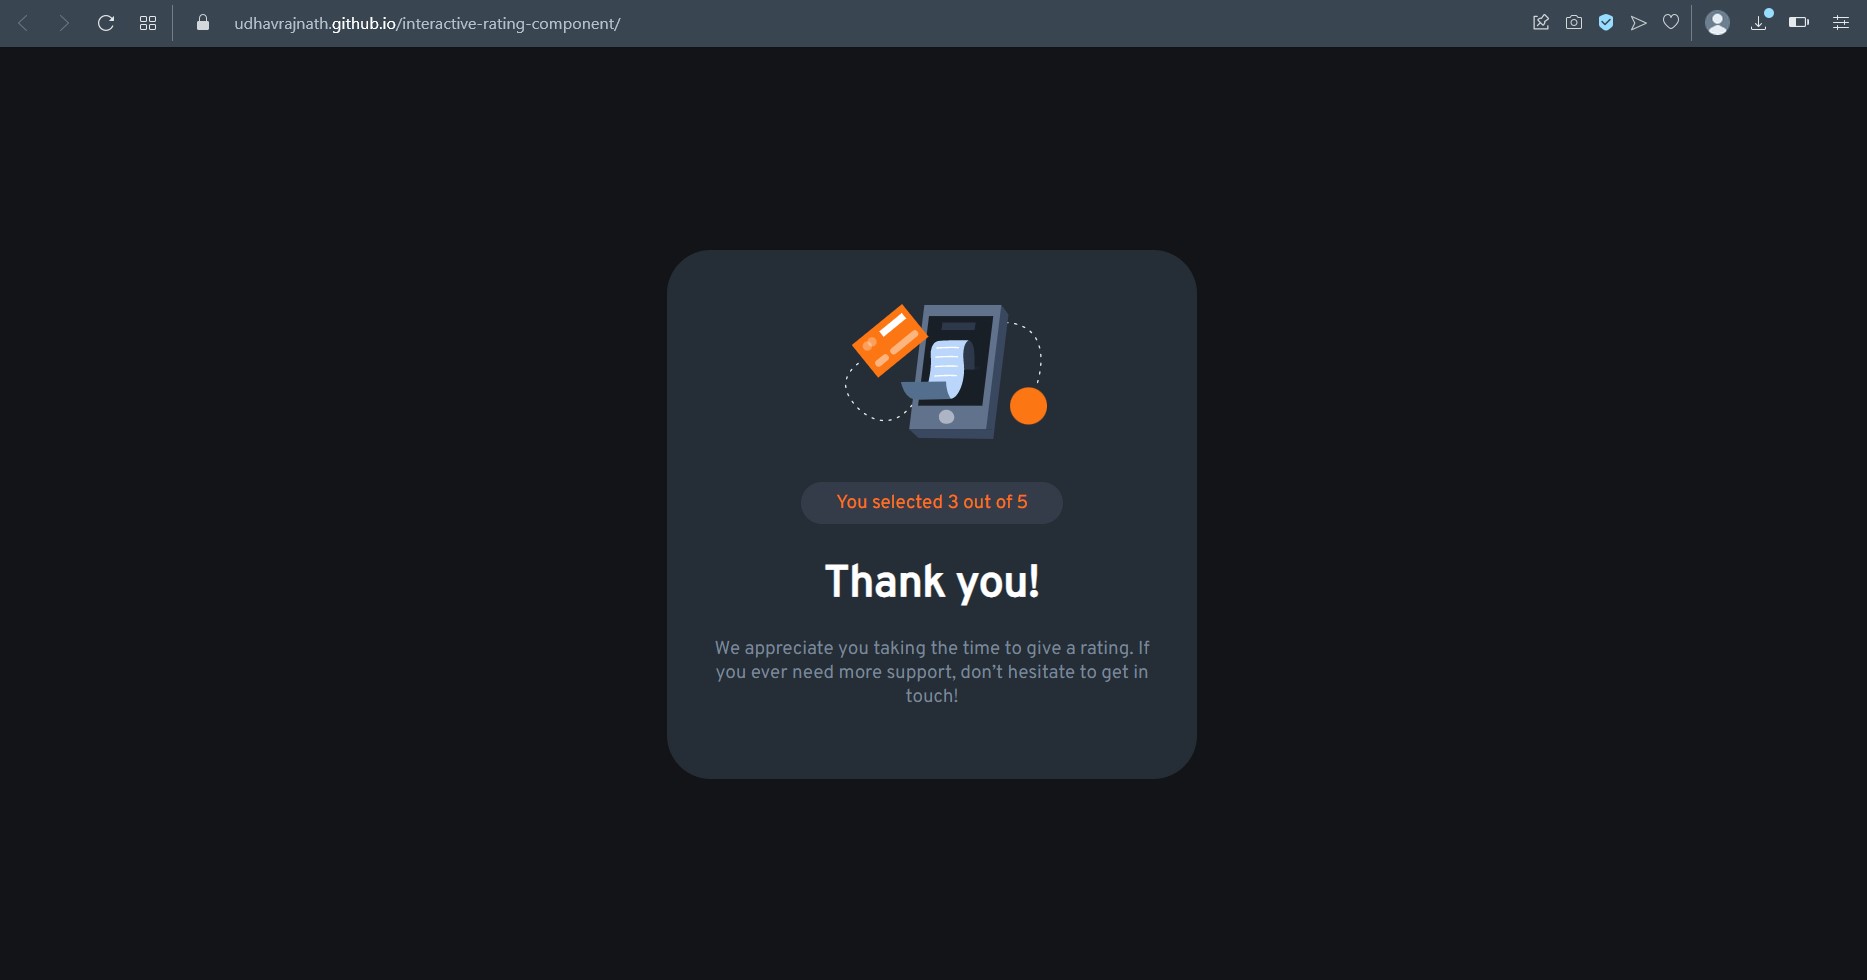 udhavrajnath.github.io/interactive-rating-component/
You selected 3 out of 5
Thank you!
We appreciate you taking the time to give a rating. If
you ever need more support, don’t hesitate to get in
touch!